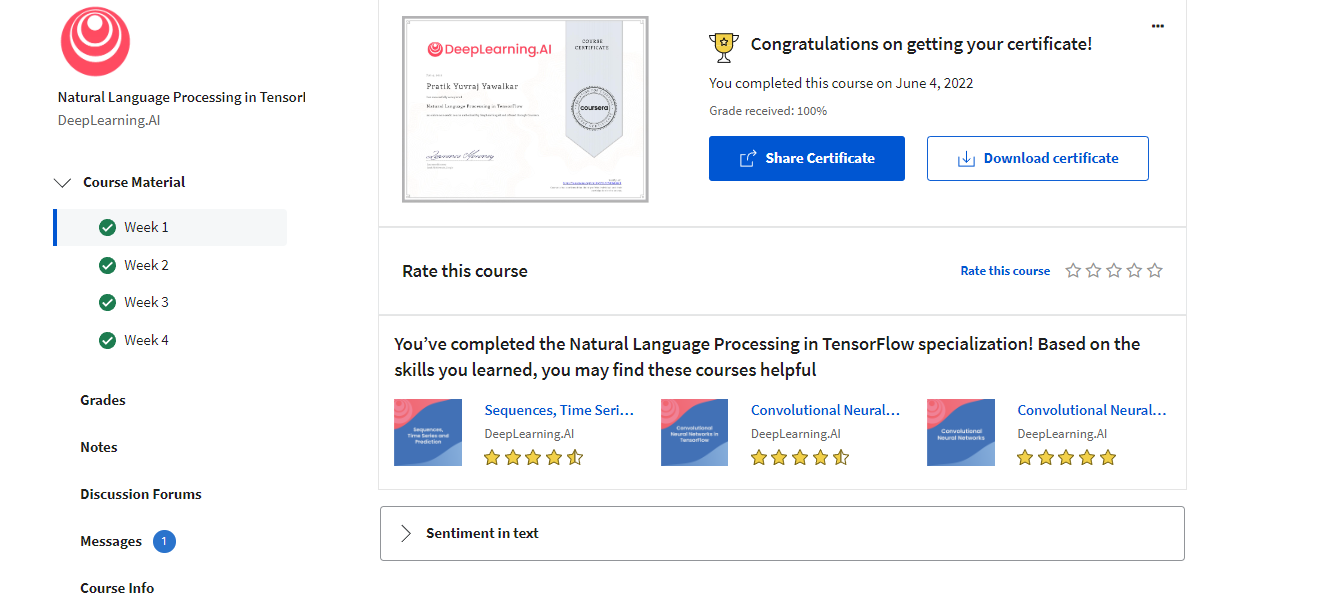 Natural Language Processing in Tensorl
DeepLearning.AI
Course Material
Week 1
Week 2
Week 3
Week 4
Grades
Notes
Discussion Forums
Messages 1
Course Info
DeepLearning.AI
COURSE
CERTIFICATE
Pratik Yuvraj Yawalkar
Natural Language Processing in TensorFlow
coursera
Congratulations on getting your certificate!
You completed this course on June 4, 2022
Grade received: 100%
Share Certificate
Download certificate
Rate this course
Rate this course
You’ve completed the Natural Language Processing in TensorFlow specialization! Based on the
skills you learned, you may find these courses helpful
Sequences,
Time Series and
Prediction
Sequences, Time Seri...
DeepLearning.AI
Convolutional
Neural Networks in
TensorFlow
Convolutional Neural...
DeepLearning.AI
Convolutional
Neural Networks
Convolutional Neural...
DeepLearning.AI
Sentiment in text